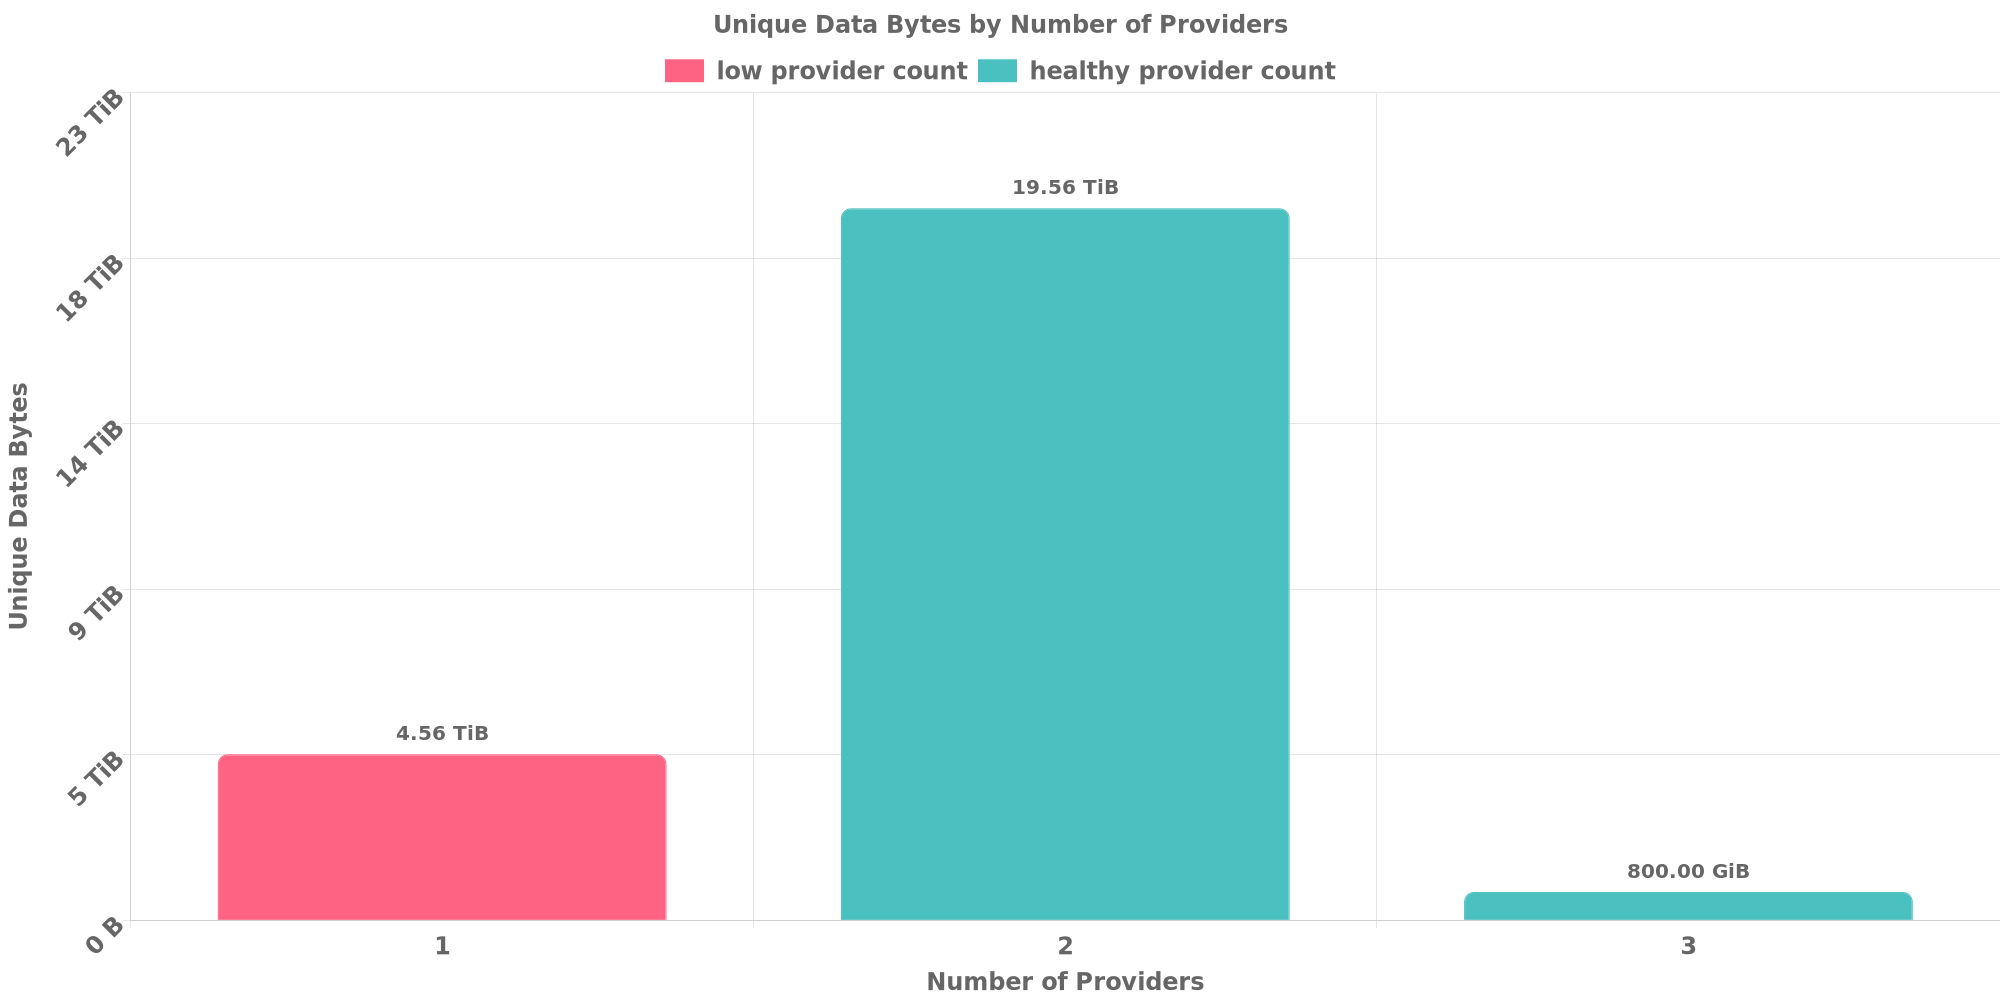 Unique Data Bytes by Number of Providers
low provider count
healthy provider count
23 TiB
18 TiB
14 TiB
9 TiB
5 TiB
0 B
Unique Data Bytes
4.56 TiB
19.56 TiB
800.00 GiB
1
2
3
Number of Providers